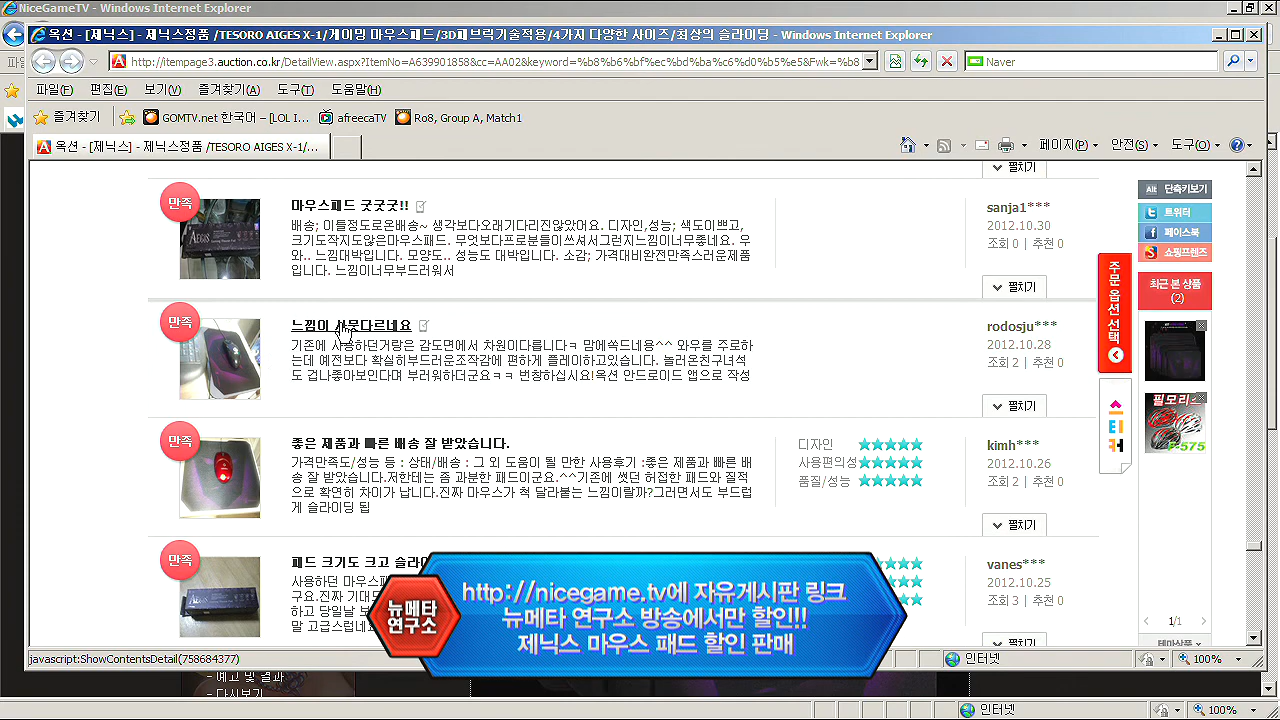 NiceGameTV - Windows Internet Explorer
옥션 - [제닉스] - 제닉스정품 /TESORO AIGES X-1/게이밍 마우스패드/3D패브릭기술적용/4가지 다양한 사이즈/최상의 슬라이딩 - Windows Internet Explorer
Naver
파일(F) 편집(E) 보기(V) 즐겨찾기(A) 도구(T) 도움말(H)
즐겨찾기 GOMTV.net 한국어 – [LOL I... afreecaTV Ro8, Group A, Match1
옥션 - [제닉스] - 제닉스정품 /TESORO AIGES X-1/...
페이지(P) 안전(S) 도구(O)
펼치기
만족
마우스패드 굿굿굿!!
배송; 이틀정도로온배송~ 생각보다오래기다리진않았어요. 디자인,성능; 색도이쁘고,
크기도작지도않은마우스패드. 무엇보다프로분들이쓰셔서그런지느낌이너무좋네요. 우
와.. 느낌대박입니다. 모양도.. 성능도대박입니다. 소감; 가격대비완전만족스러운제품
입니다. 느낌이너무부드러워서
sanja1***
2012.10.30
조회 0 | 추천 0
펼치기
만족
느낌이 사뭇다르네요
기존에 사용하던거랑은 감도면에서 차원이다릅니다ㅋ 맘에쏙드네용^^ 와우를 주로하
는데 예전보다 확실히부드러운조작감에 편하게 플레이하고있습니다. 놀러온친구녀석
도 겁나좋아보인다며 부러워하더군요ㅋㅋ 번창하십시요!옥션 안드로이드 앱으로 작성
rodosju***
2012.10.28
조회 2 | 추천 0
펼치기
만족
좋은 제품과 빠른 배송 잘 받았습니다.
가격만족도/성능 등 : 상태/배송 : 그 외 도움이 될 만한 사용후기 :좋은 제품과 빠른 배
송 잘 받았습니다.저한테는 좀 과분한 패드이군요.^^기존에 썻던 허접한 패드와 질적
으로 확연히 차이가 납니다.진짜 마우스가 척 달라붙는 느낌이랄까?그러면서도 부드럽
게 슬라이딩 됩
디자인
사용편의성
품질/성능
kimh***
2012.10.26
조회 2 | 추천 0
펼치기
만족
패드 크기도 크고 슬라이
사용하던 마우스패
구요.진짜 기대
하고 당일날 
말 고급스럽네요
vanes***
2012.10.25
조회 3 | 추천 0
펼치기
Alt 단축키보기
트위터
페이스북
쇼핑프렌즈
주문 옵션 선택
최근 본 상품
(2)
스티커
필모리스
P-575
1/1
테마상품
뉴메타
연구소
http://nicegame.tv에 자유게시판 링크
뉴메타 연구소 방송에서만 할인!!
제닉스 마우스 패드 할인 판매
javascript:ShowContentsDetail(758684377)
인터넷 100%
- 예고 및 결과
- 다시보기
인터넷 100%